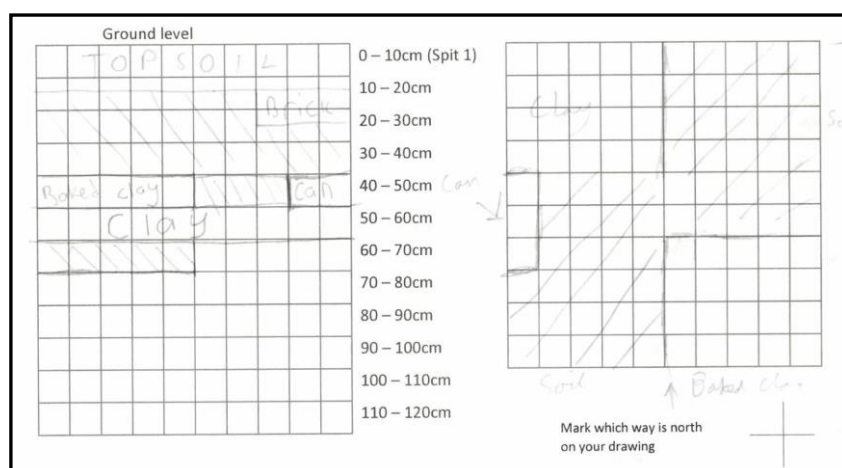 Ground level
TOPSOIL
0 – 10cm (Spit 1)
10 – 20cm
Brick
20 – 30cm
30 – 40cm
Baked clay
Can
40 – 50cm
Clay
50 – 60cm
60 – 70cm
70 – 80cm
80 – 90cm
90 – 100cm
100 – 110cm
110 – 120cm
Clay
Can
Soil
Baked
Mark which way is north
on your drawing